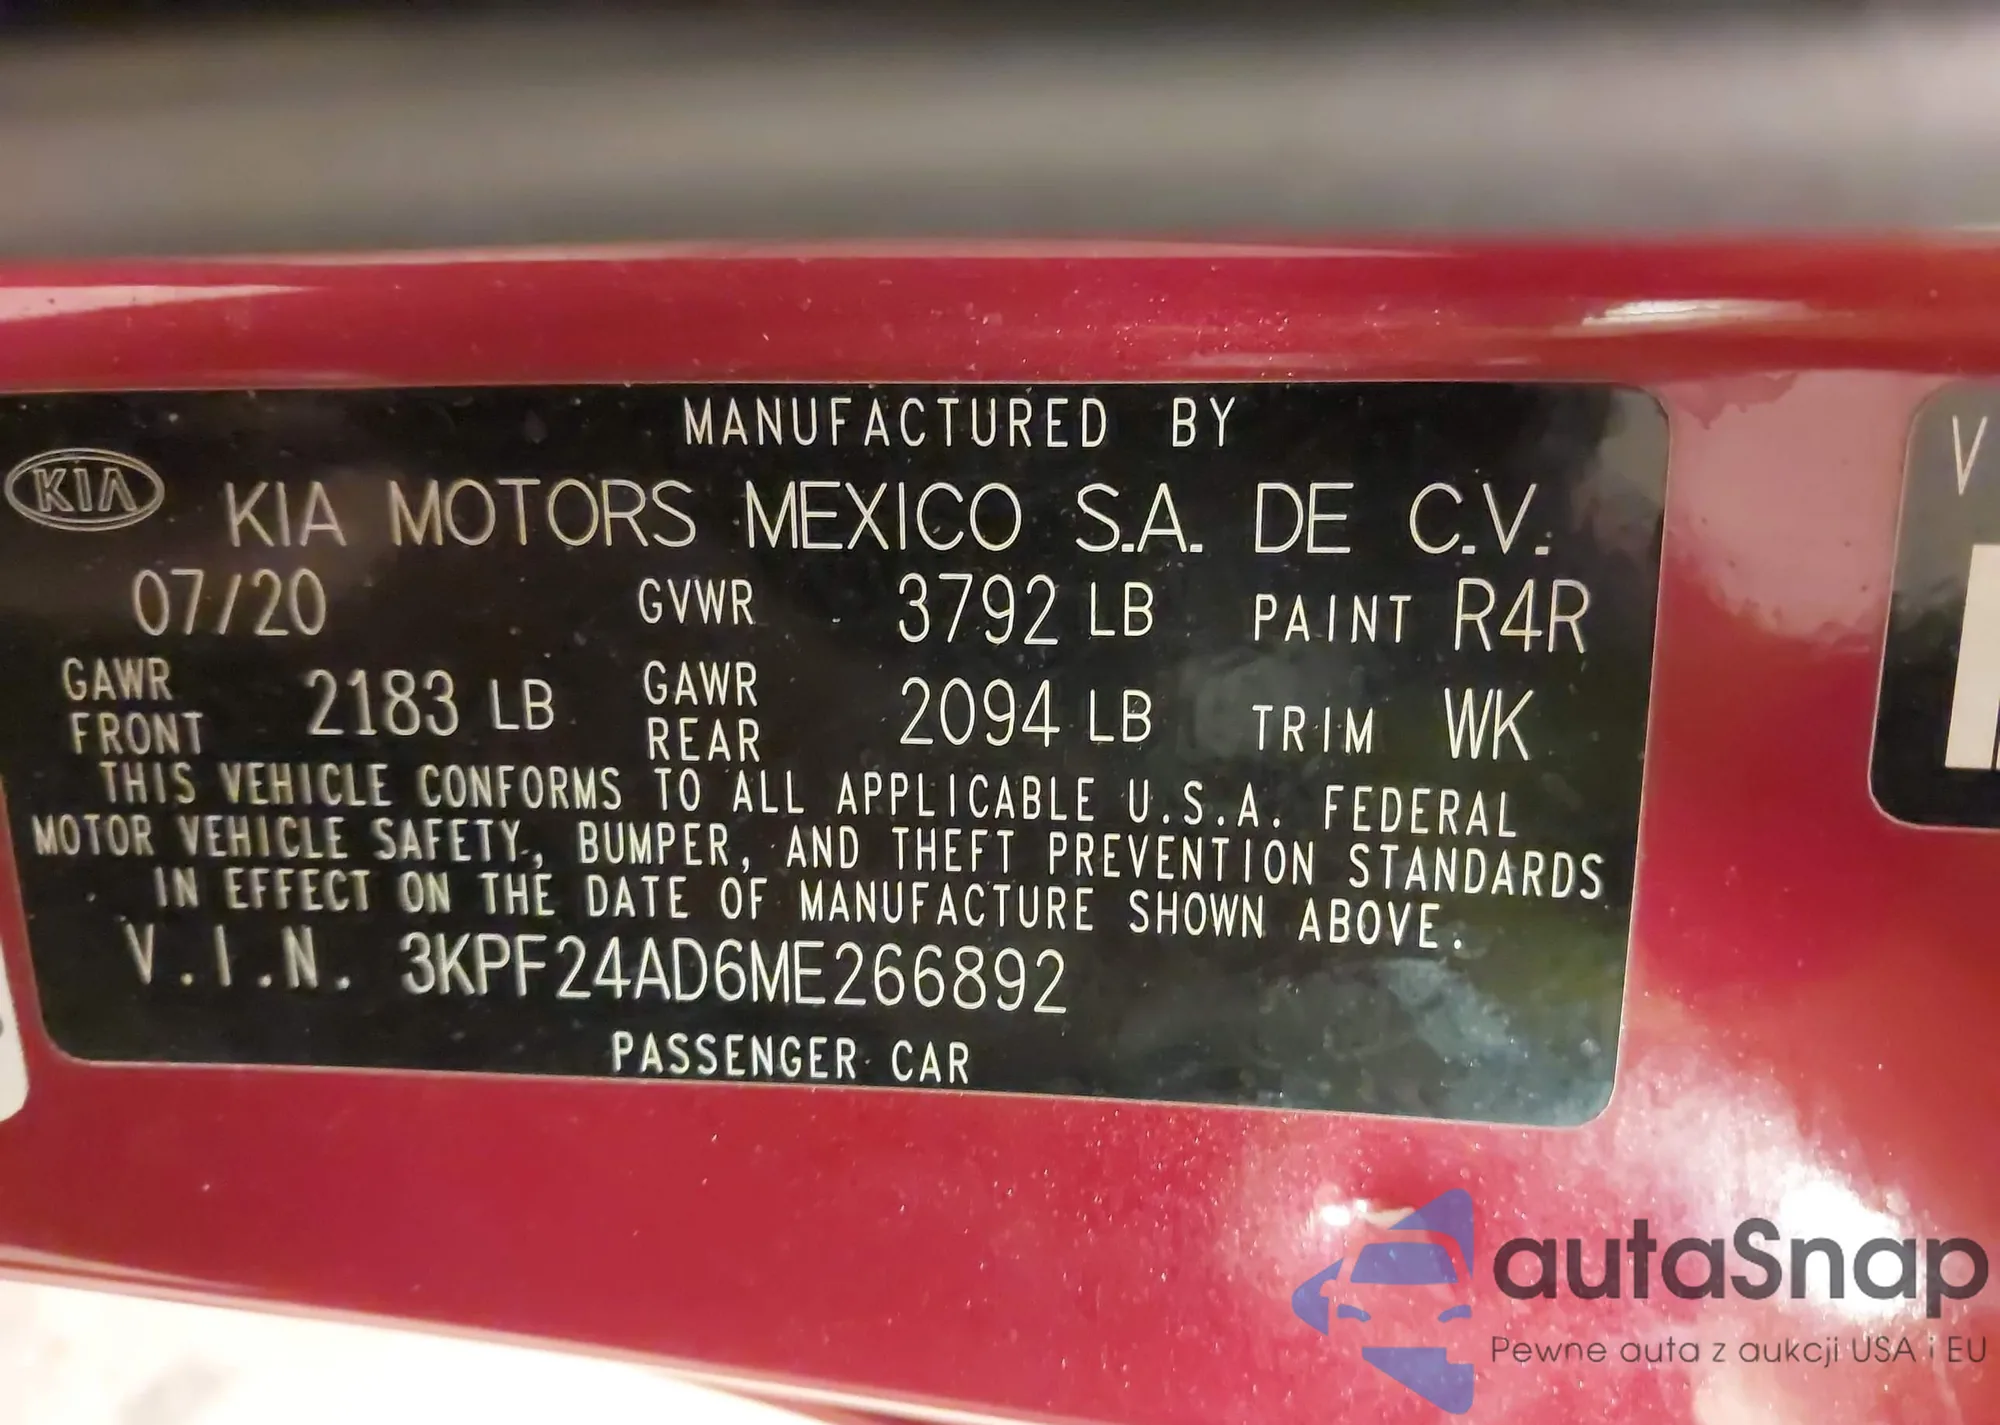 MANUFACTURED BY
KIA KIA MOTORS MEXICO S.A. DE C.V.
07/20 GVWR 3792 LB PAINT R4R
GAWR FRONT 2183 LB GAWR REAR 2094 LB TRIM WK
THIS VEHICLE CONFORMS TO ALL APPLICABLE U.S.A. FEDERAL
MOTOR VEHICLE SAFETY, BUMPER, AND THEFT PREVENTION STANDARDS
IN EFFECT ON THE DATE OF MANUFACTURE SHOWN ABOVE.
V.I.N. 3KPF24AD6ME266892
PASSENGER CAR
V
autaSnap
Pewne auta z aukcji USA i EU